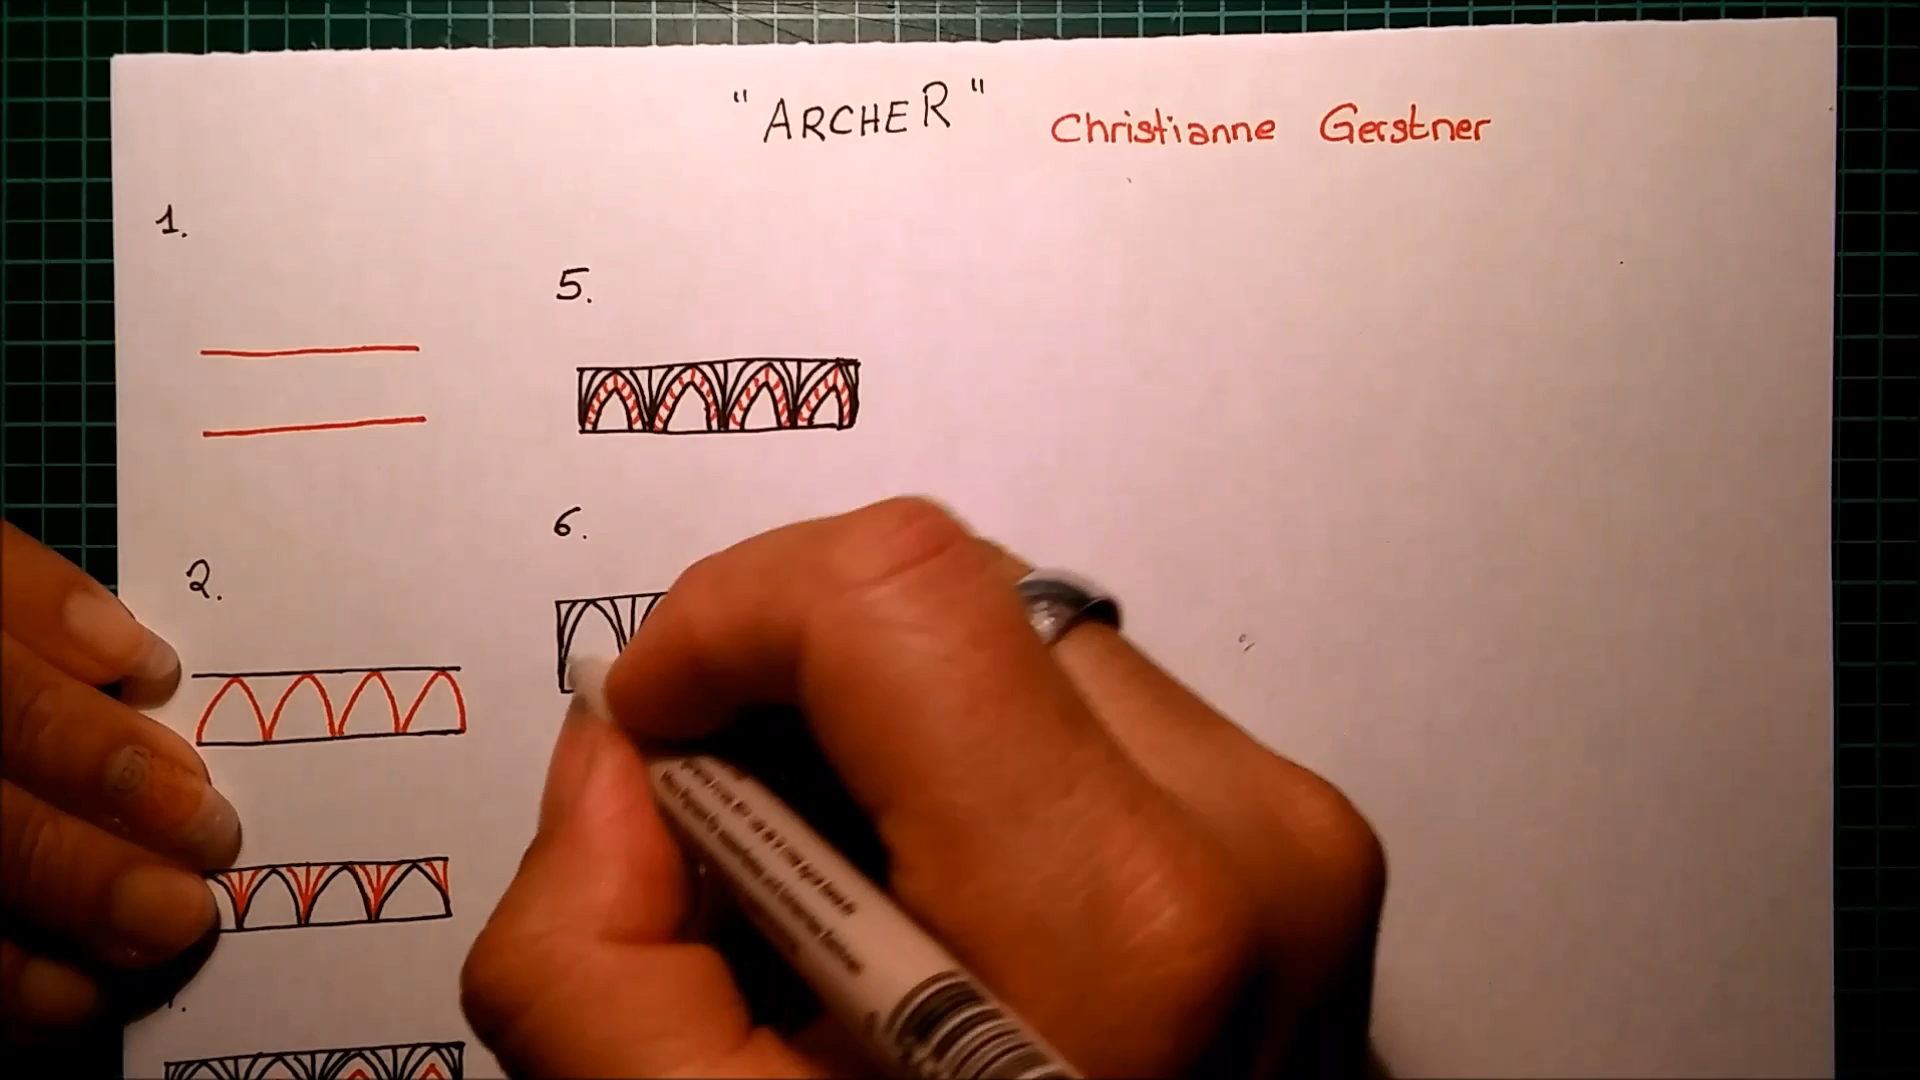 "ARCHER" Christianne Gerstner
1.
5.
6.
2.